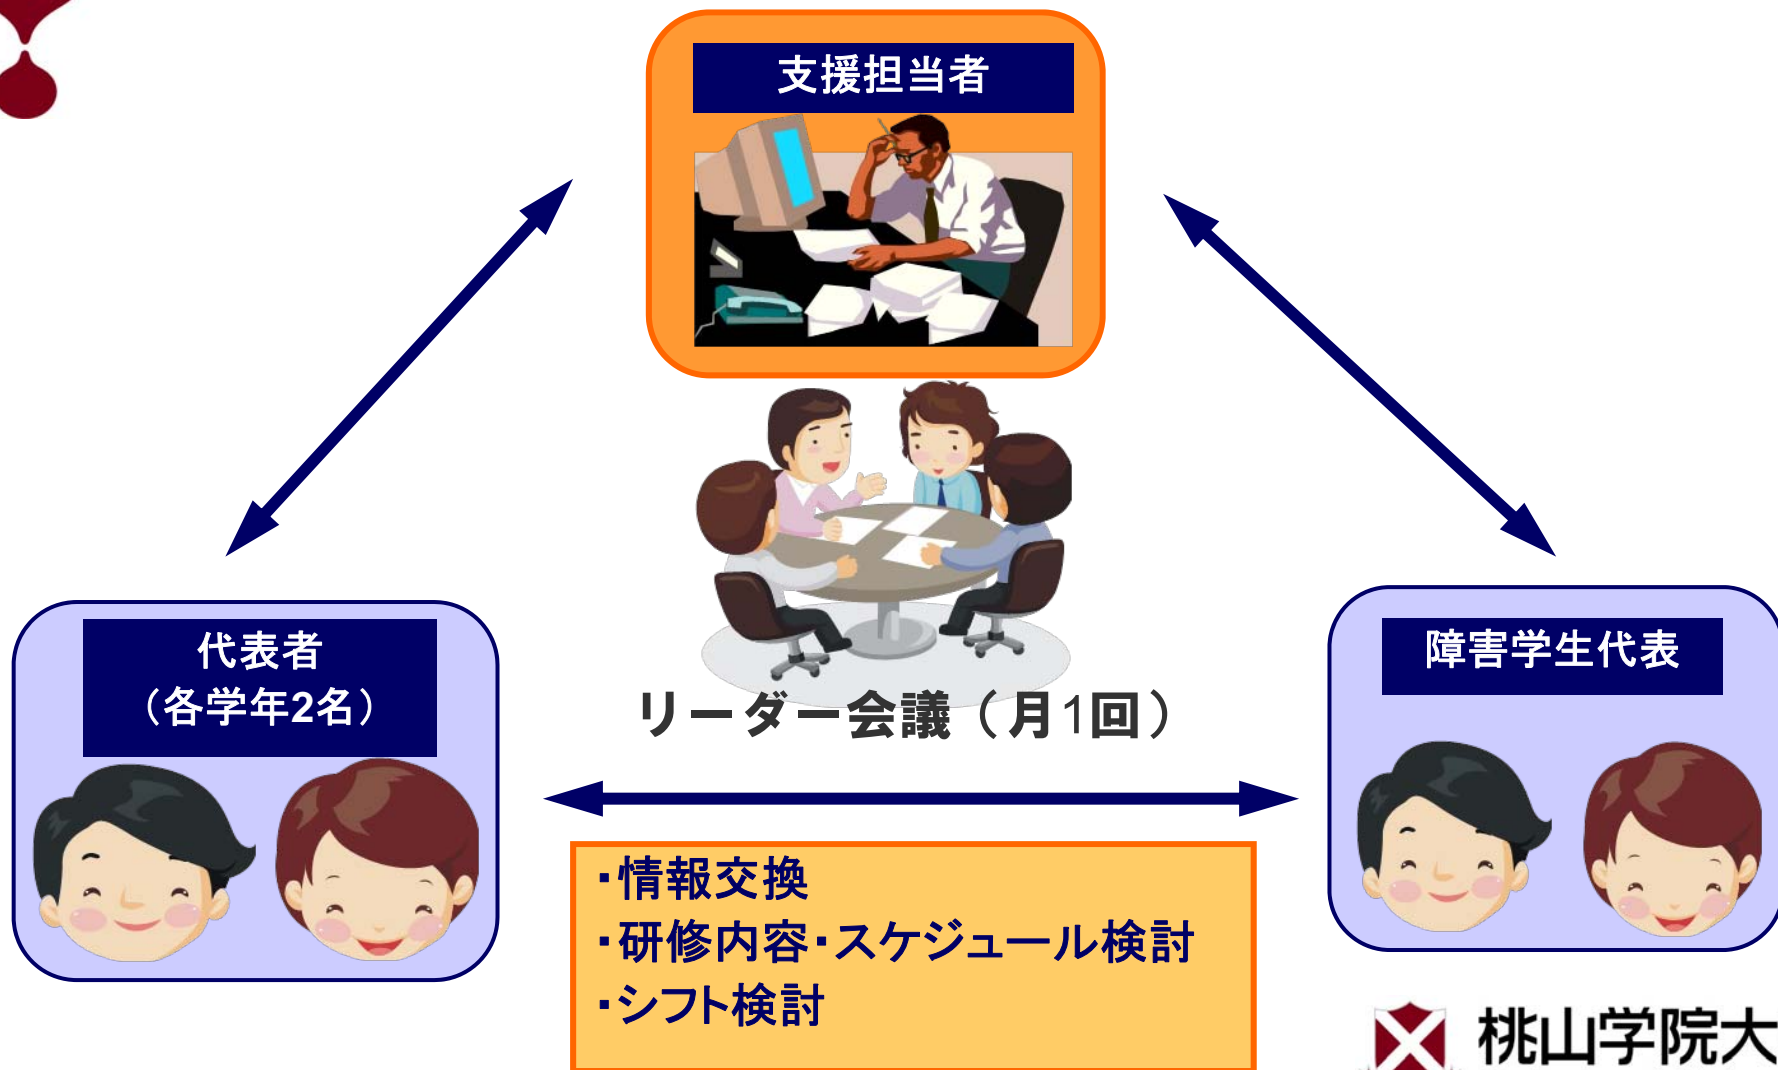 支援担当者
代表者
（各学年2名）
障害学生代表
リーダー会議（月1回）
・情報交換
・研修内容・スケジュール検討
・シフト検討
桃山学院大